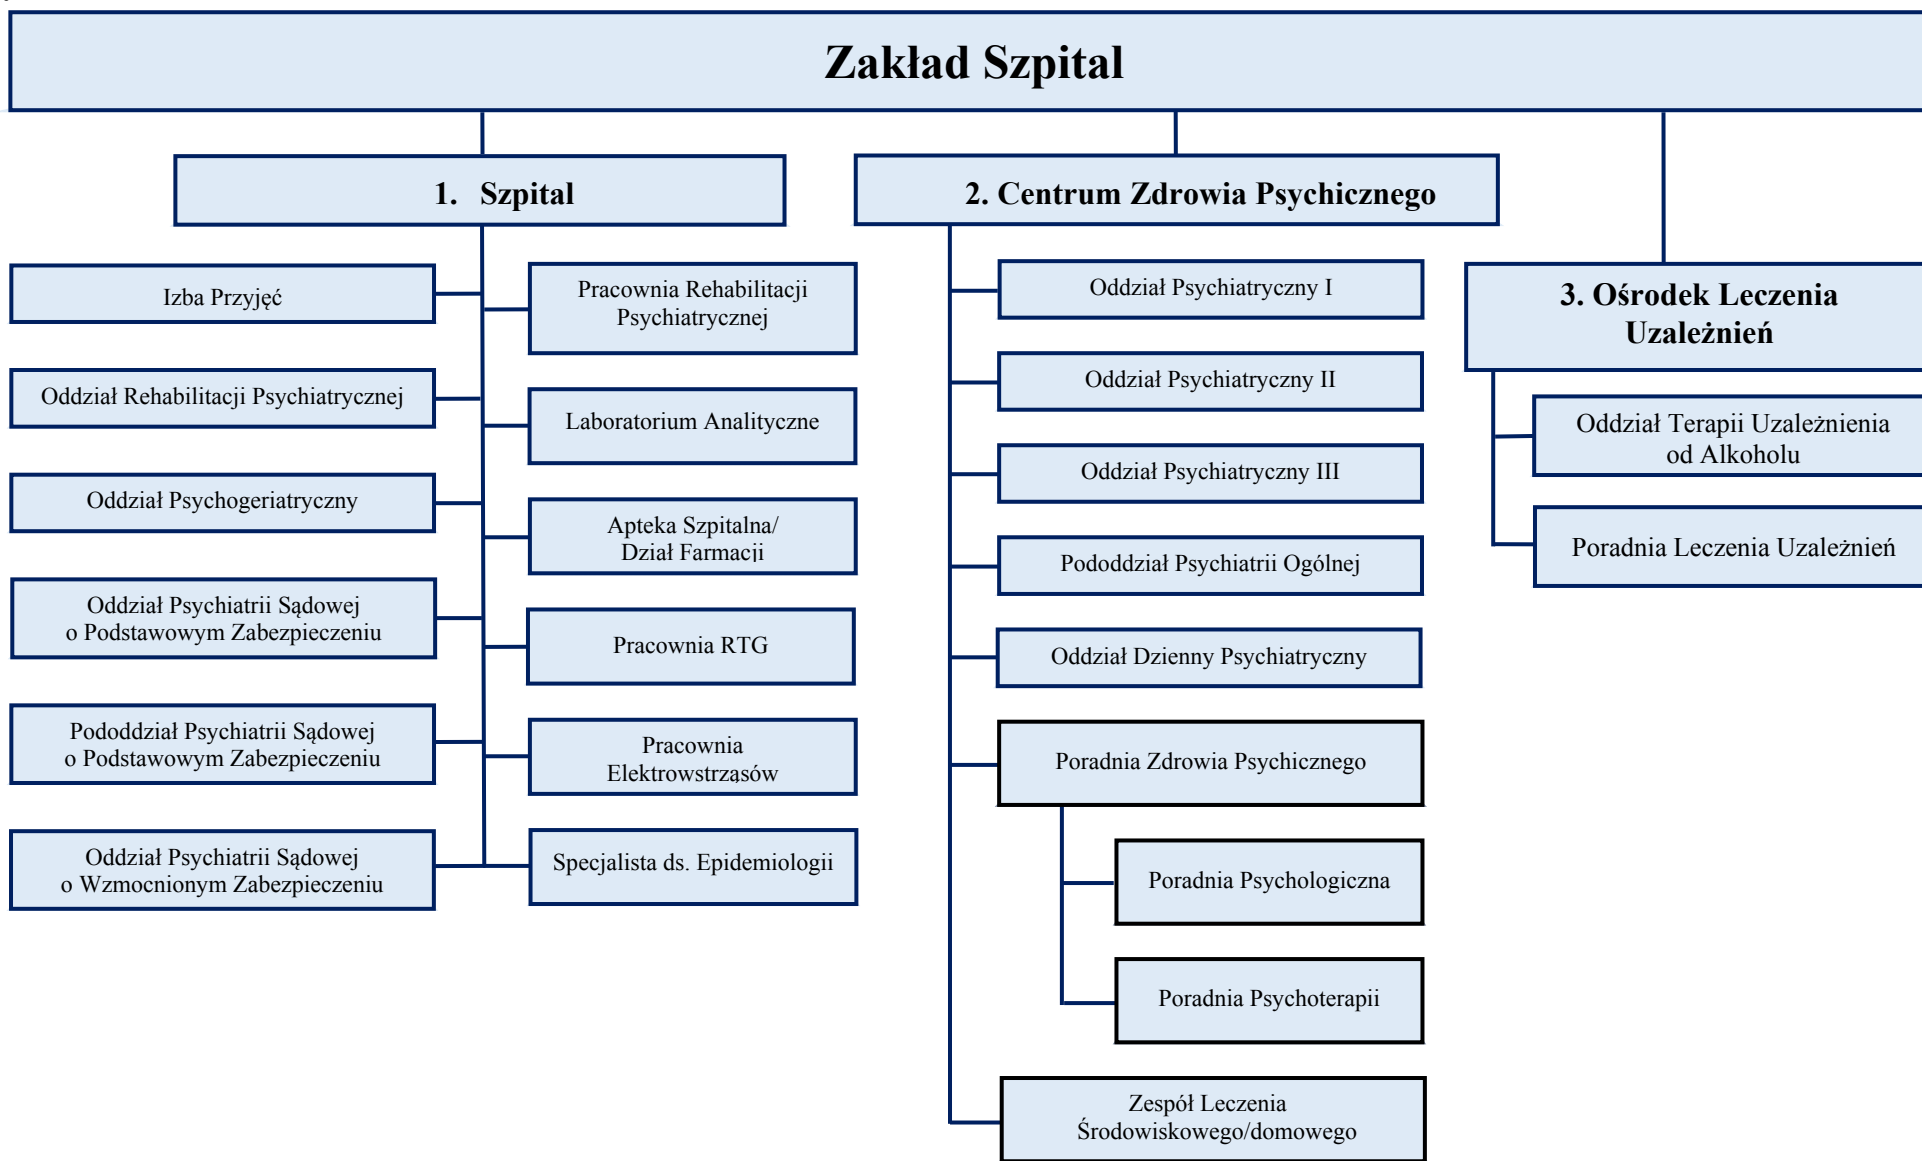 Zakład Szpital
1. Szpital
Izba Przyjęć
Oddział Rehabilitacji Psychiatrycznej
Oddział Psychogeriatryczny
Oddział Psychiatrii Sądowej
o Podstawowym Zabezpieczeniu
Pododdział Psychiatrii Sądowej
o Podstawowym Zabezpieczeniu
Oddział Psychiatrii Sądowej
o Wzmocnionym Zabezpieczeniu
Pracownia Rehabilitacji
Psychiatrycznej
Laboratorium Analityczne
Apteka Szpitalna/
Dział Farmacji
Pracownia RTG
Pracownia
Elektrowstrząsów
Specjalista ds. Epidemiologii
2. Centrum Zdrowia Psychicznego
Oddział Psychiatryczny I
Oddział Psychiatryczny II
Oddział Psychiatryczny III
Pododdział Psychiatrii Ogólnej
Oddział Dzienny Psychiatryczny
Poradnia Zdrowia Psychicznego
Poradnia Psychologiczna
Poradnia Psychoterapii
Zespół Leczenia
Środowiskowego/domowego
3. Ośrodek Leczenia
Uzależnień
Oddział Terapii Uzależnienia
od Alkoholu
Poradnia Leczenia Uzależnień